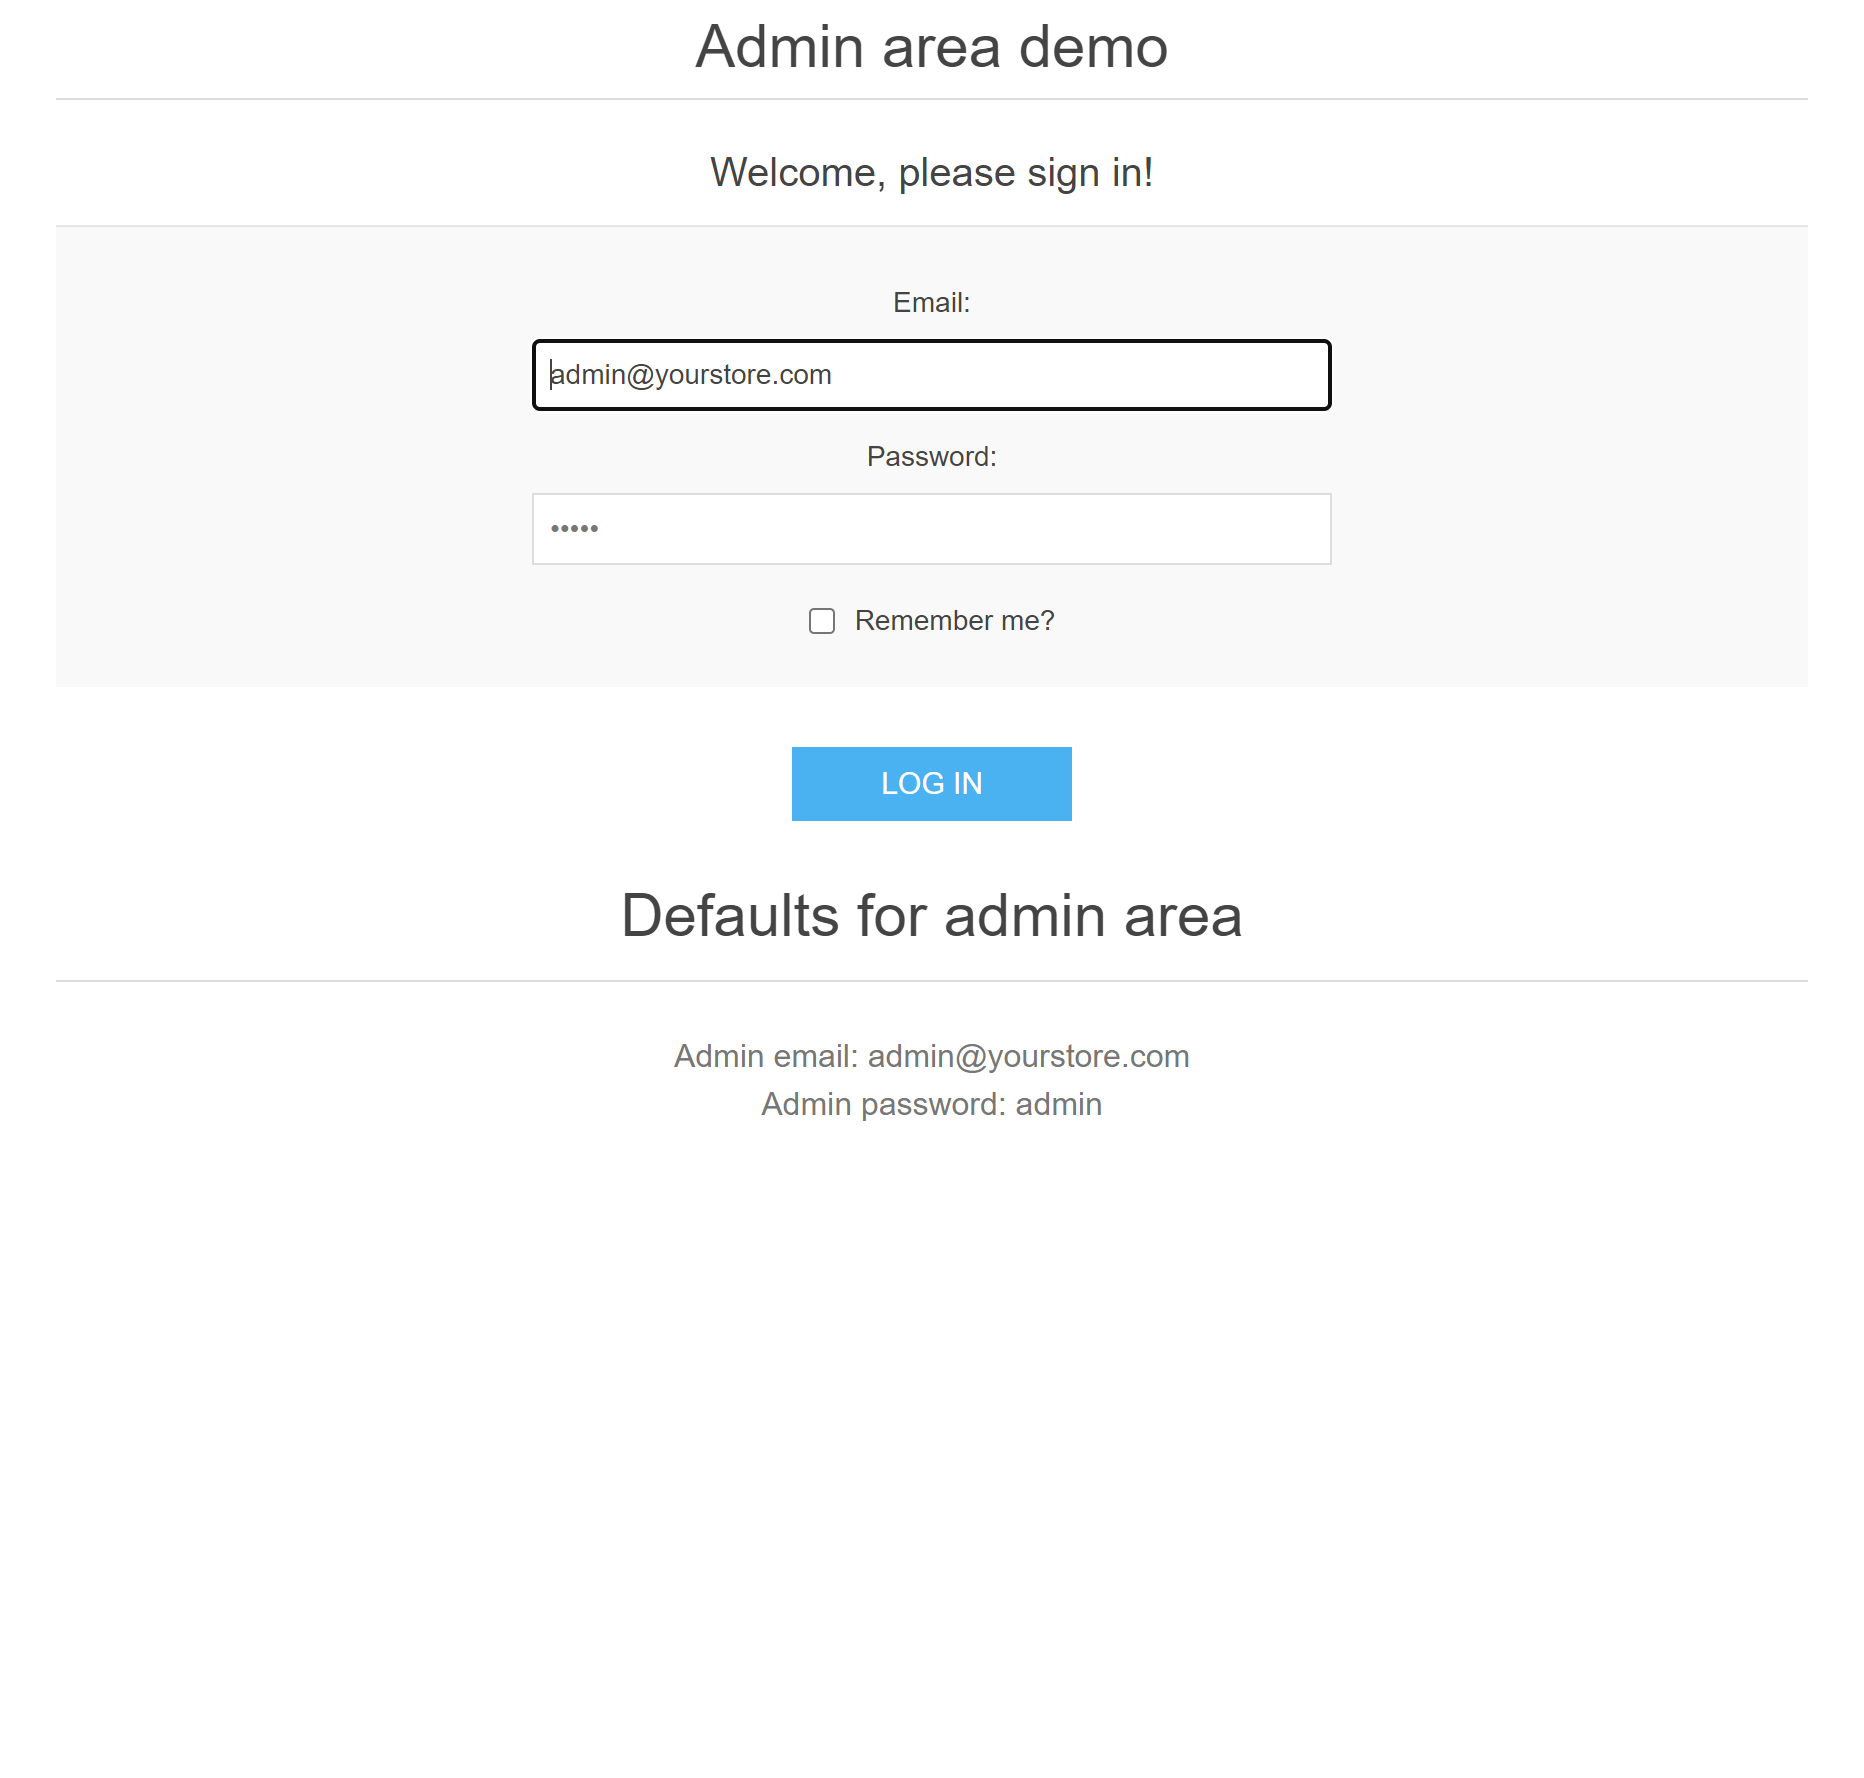 Admin area demo
Welcome, please sign in!
Email:
admin@yourstore.com
Password:
•••••
Remember me?
LOG IN
Defaults for admin area
Admin email: admin@yourstore.com
Admin password: admin